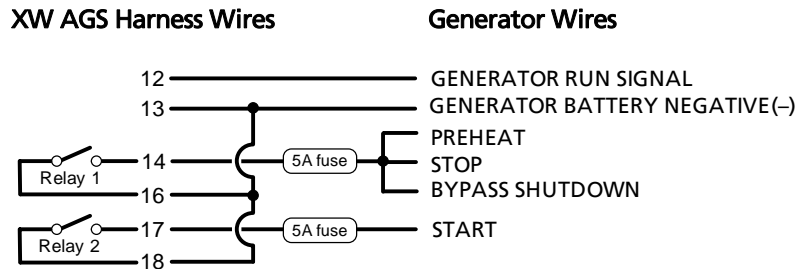 XW AGS Harness Wires Generator Wires
12 GENERATOR RUN SIGNAL
13 GENERATOR BATTERY NEGATIVE(–)
PREHEAT
14 5A fuse STOP
Relay 1
16 BYPASS SHUTDOWN
17 5A fuse START
Relay 2
18